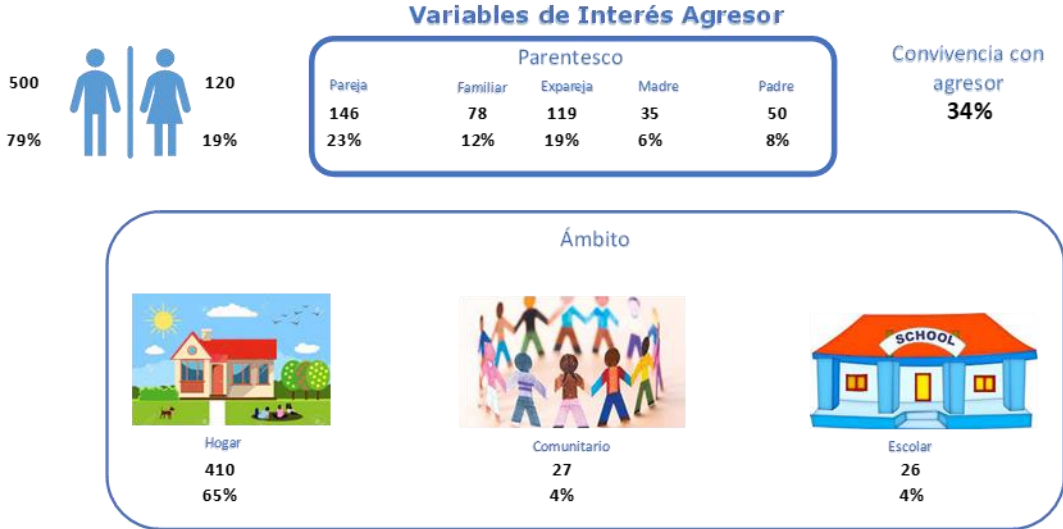 Variables de Interés Agresor
500 120
79% 19%
Parentesco
Pareja Familiar Expareja Madre Padre
146 78 119 35 50
23% 12% 19% 6% 8%
Convivencia con
agresor
34%
Ámbito
SCHOOL
Hogar Comunitario Escolar
410 27 26
65% 4% 4%